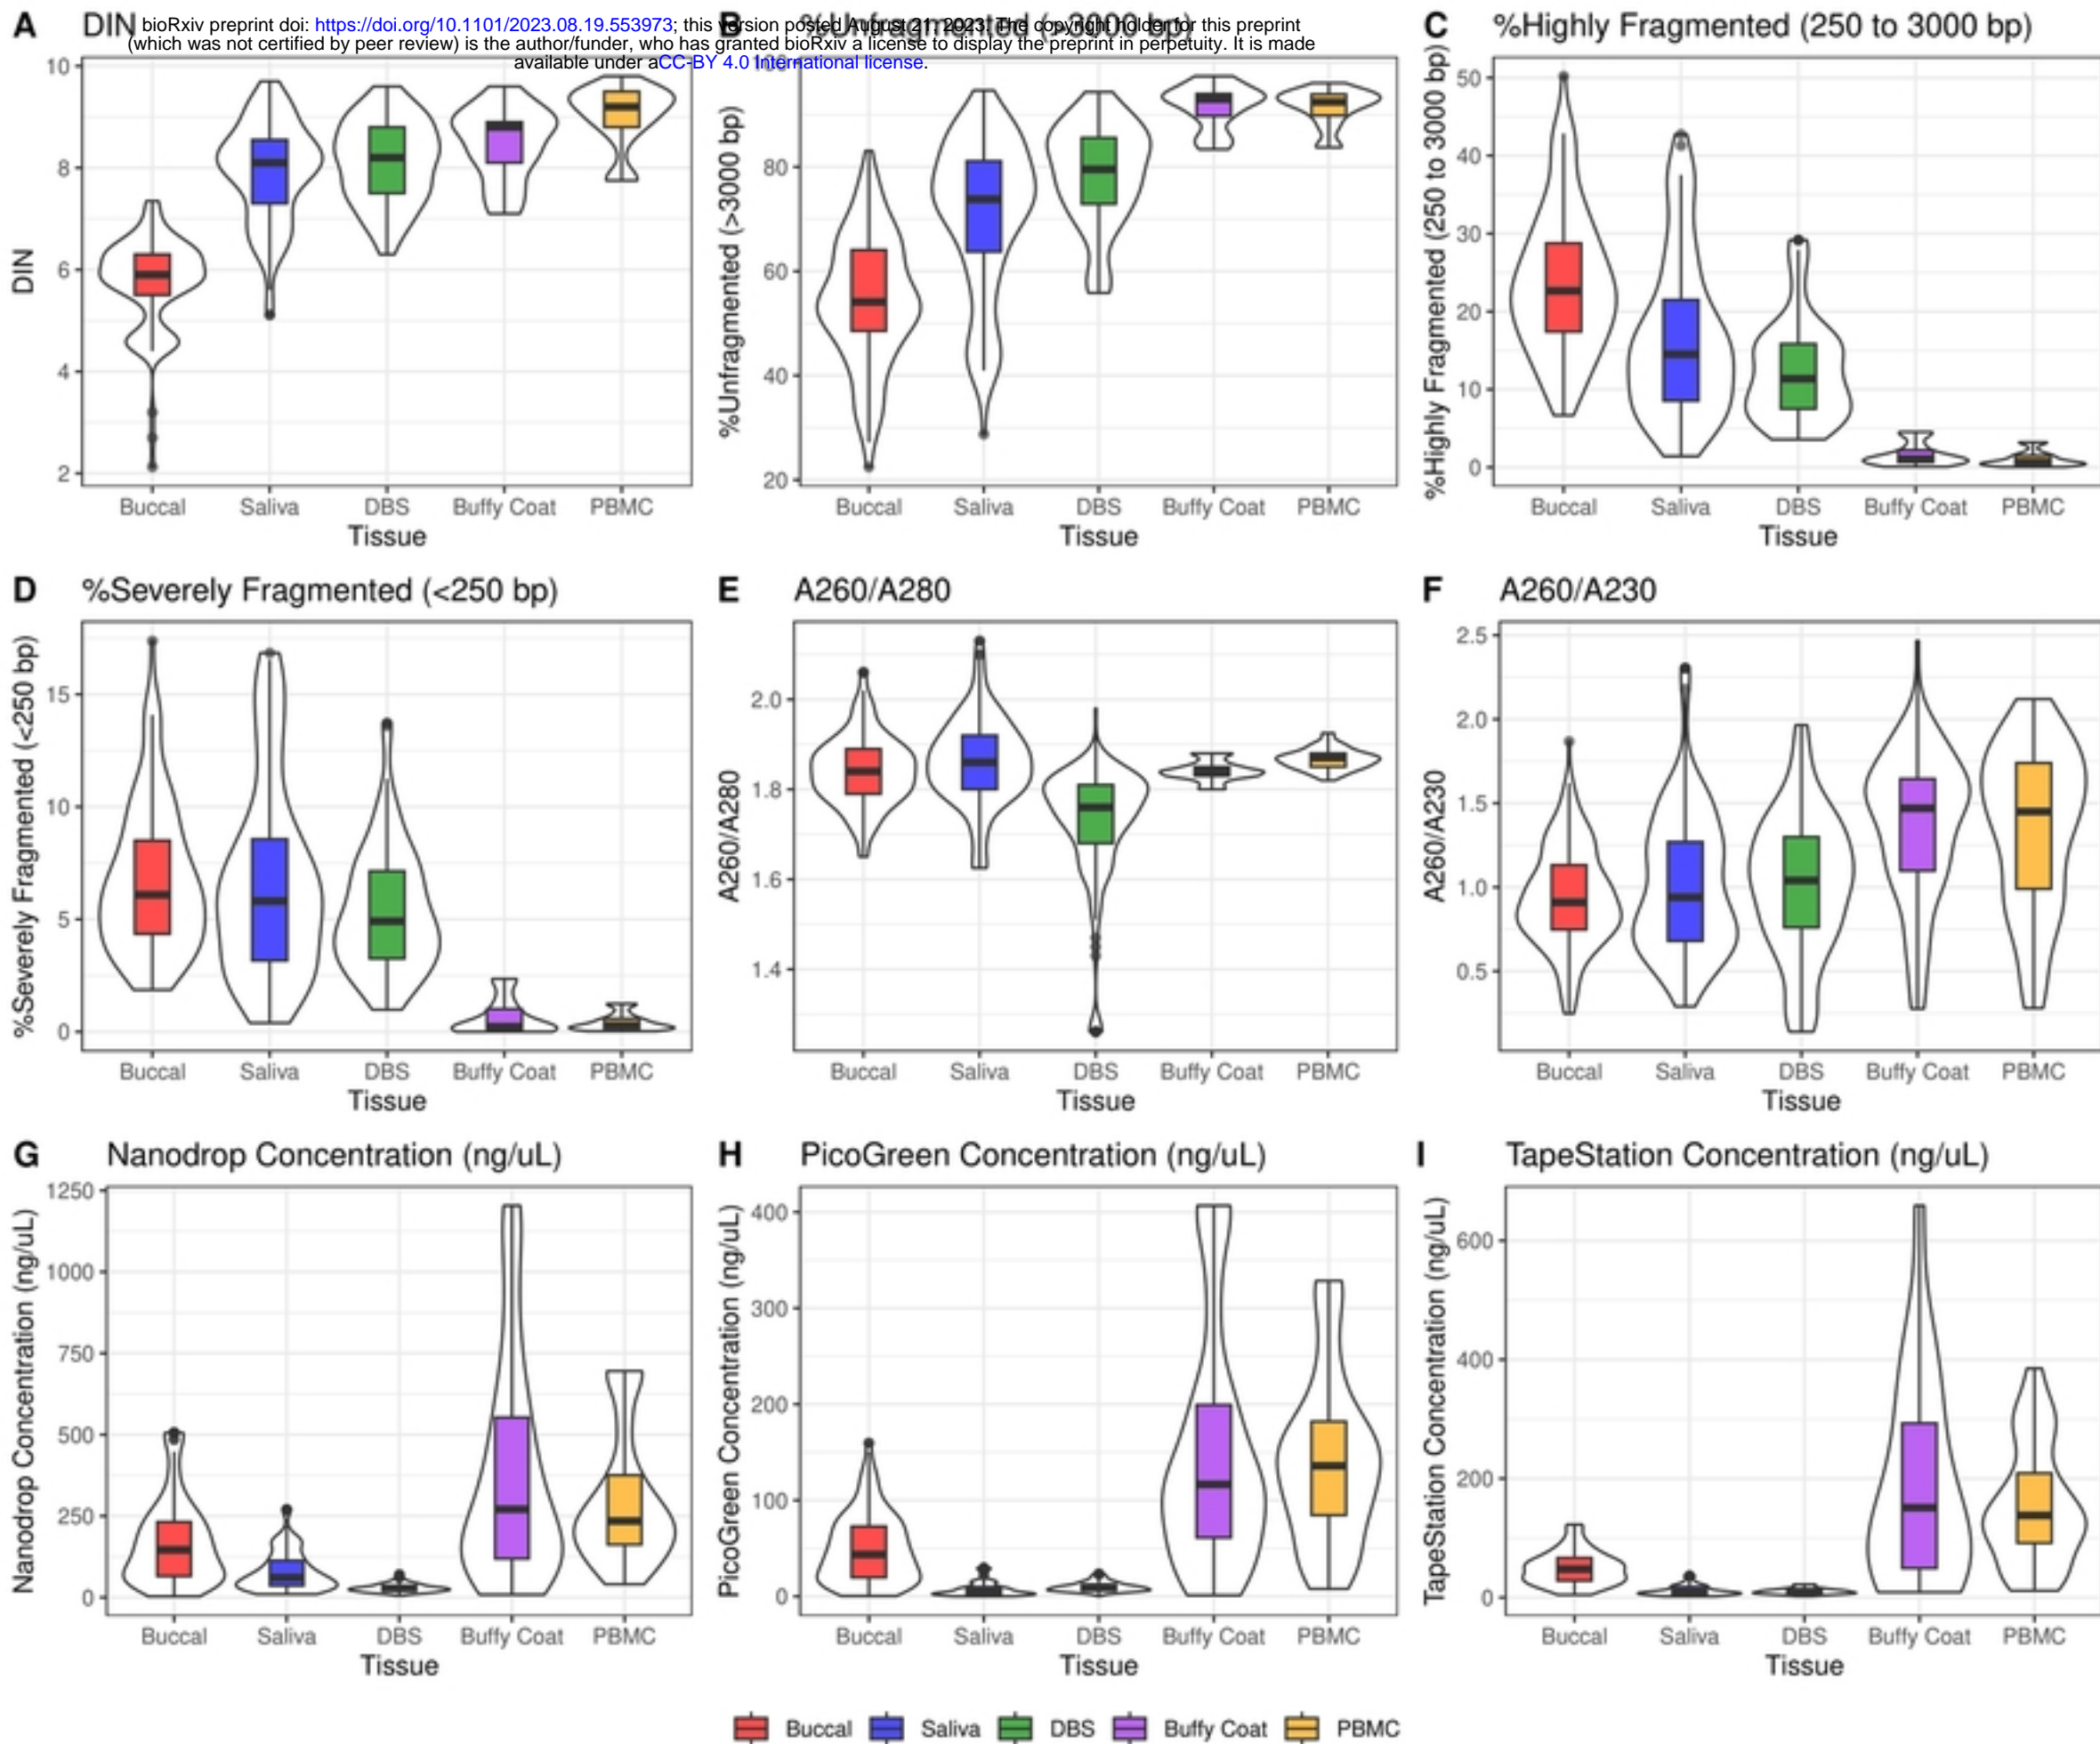 bioRxiv preprint doi: https://doi.org/10.1101/2023.08.19.553973; this version posted August 21, 2023. The copyright holder for this preprint
(which was not certified by peer review) is the author/funder, who has granted bioRxiv a license to display the preprint in perpetuity. It is made
available under aCC-BY 4.0 International license.
A DIN
DIN
10
8
6
4
2
Buccal Saliva DBS Buffy Coat PBMC
Tissue
B %Unfragmented (>3000 bp)
%Unfragmented (>3000 bp)
100
80
60
40
20
Buccal Saliva DBS Buffy Coat PBMC
Tissue
C %Highly Fragmented (250 to 3000 bp)
%Highly Fragmented (250 to 3000 bp)
50
40
30
20
10
0
Buccal Saliva DBS Buffy Coat PBMC
Tissue
D %Severely Fragmented (<250 bp)
%Severely Fragmented (<250 bp)
15
10
5
0
Buccal Saliva DBS Buffy Coat PBMC
Tissue
E A260/A280
A260/A280
2.0
1.8
1.6
1.4
Buccal Saliva DBS Buffy Coat PBMC
Tissue
F A260/A230
A260/A230
2.5
2.0
1.5
1.0
0.5
Buccal Saliva DBS Buffy Coat PBMC
Tissue
G Nanodrop Concentration (ng/uL)
Nanodrop Concentration (ng/uL)
1250
1000
750
500
250
0
Buccal Saliva DBS Buffy Coat PBMC
Tissue
H PicoGreen Concentration (ng/uL)
PicoGreen Concentration (ng/uL)
400
300
200
100
0
Buccal Saliva DBS Buffy Coat PBMC
Tissue
I TapeStation Concentration (ng/uL)
TapeStation Concentration (ng/uL)
600
400
200
0
Buccal Saliva DBS Buffy Coat PBMC
Tissue
Buccal Saliva DBS Buffy Coat PBMC